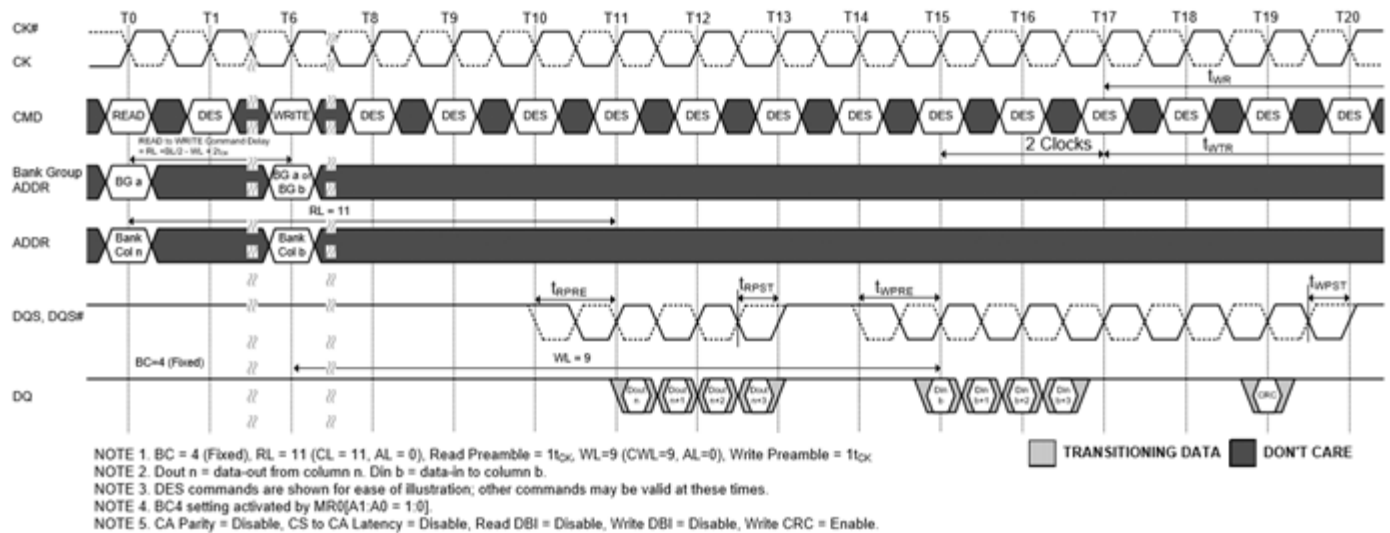 T0 T1 T6 T8 T9 T10 T11 T12 T13 T14 T15 T16 T17 T18 T19 T20
CK#
CK
tWR
CMD
READ DES WRITE DES DES DES DES DES DES DES DES DES DES DES DES DES
READ to WRITE Command Delay
= RL +BL/2 - WL + 2tCK
2 Clocks
tWTR
Bank Group
ADDR
BG a
BG a or
BG b
RL = 11
ADDR
Bank
Col n
Bank
Col b
tRPRE
tRPST
tWPRE
tWPST
DQS, DQS#
BC=4 (Fixed)
WL = 9
DQ
Dout
n
Dout
n+1
Dout
n+2
Dout
n+3
Din
b
Din
b+1
Din
b+2
Din
b+3
CRC
NOTE 1. BC = 4 (Fixed), RL = 11 (CL = 11, AL = 0), Read Preamble = 1tCK, WL=9 (CWL=9, AL=0), Write Preamble = 1tCK
TRANSITIONING DATA
DON'T CARE
NOTE 2. Dout n = data-out from column n. Din b = data-in to column b.
NOTE 3. DES commands are shown for ease of illustration; other commands may be valid at these times.
NOTE 4. BC4 setting activated by MR0[A1:A0 = 1:0].
NOTE 5. CA Parity = Disable, CS to CA Latency = Disable, Read DBI = Disable, Write DBI = Disable, Write CRC = Enable.